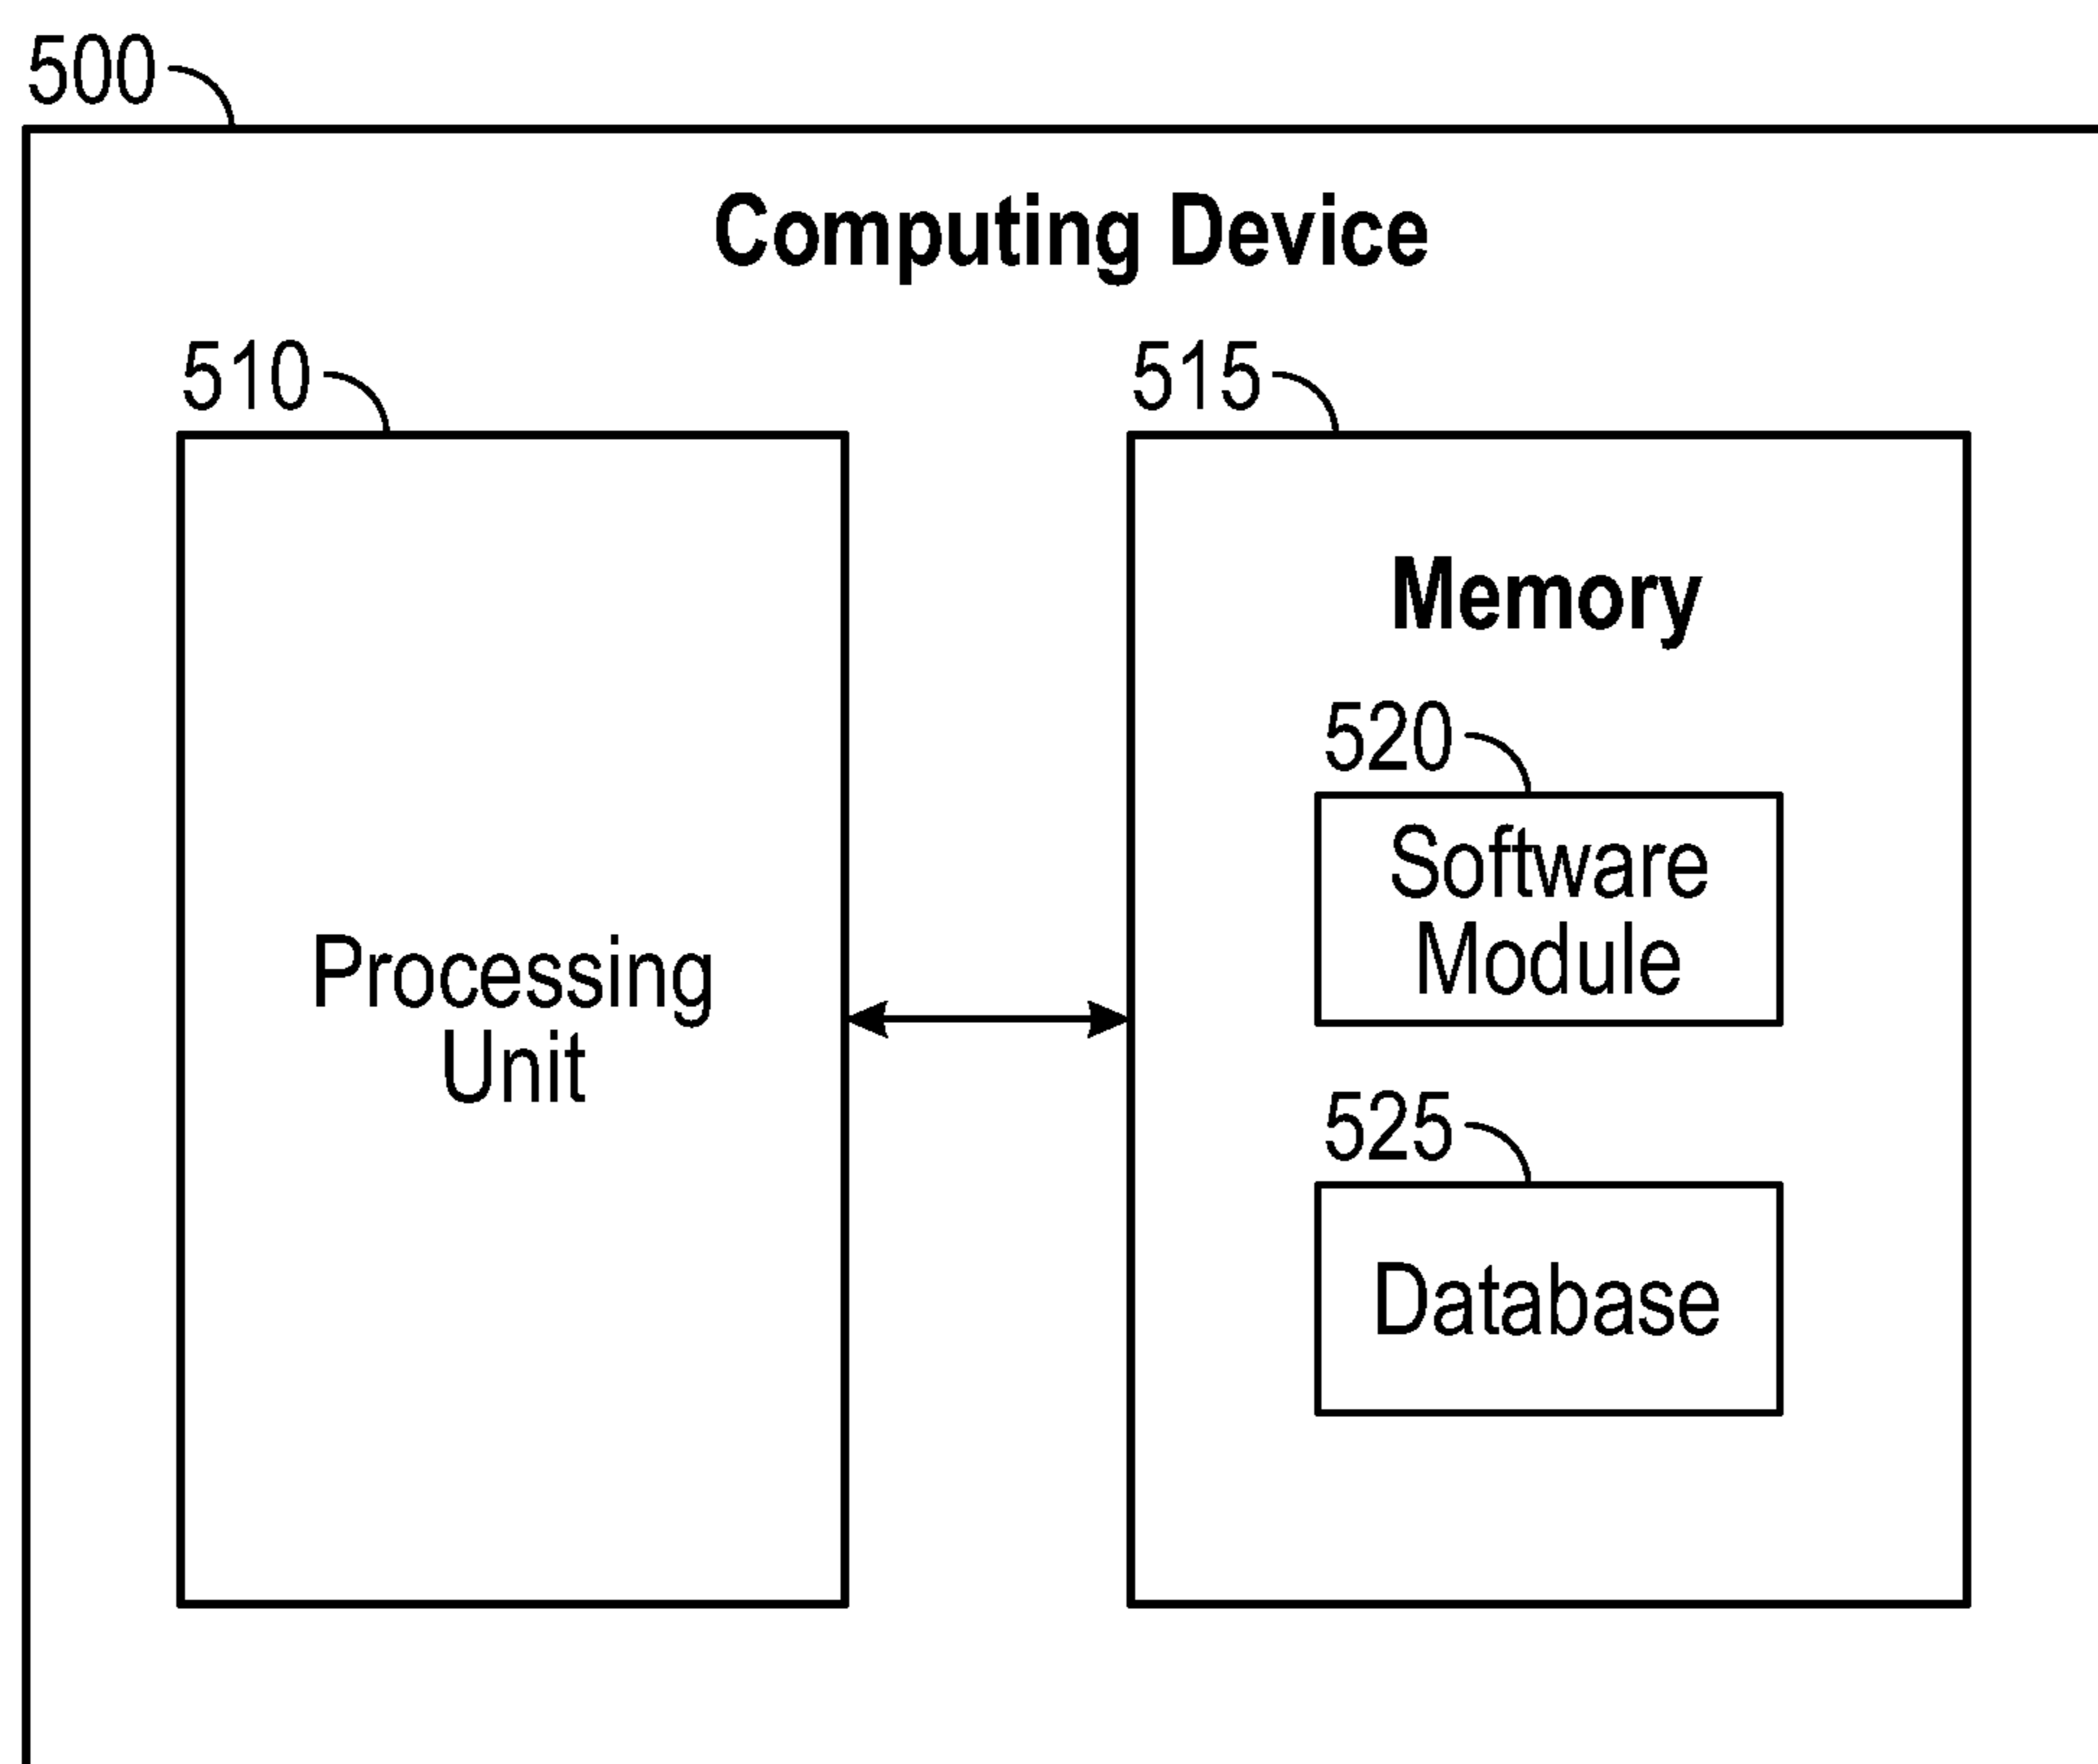 500
Computing Device
510
515
Memory
520
Software
Module
Processing
Unit
525
Database